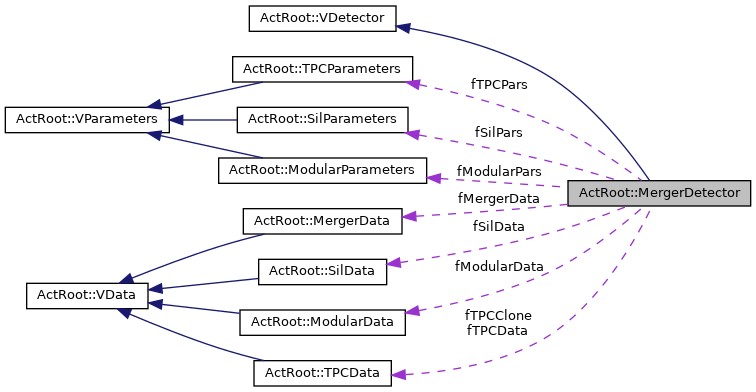 ActRoot::VDetector
ActRoot::TPCParameters
fTPCPars
ActRoot::VParameters
ActRoot::SilParameters
fSilPars
ActRoot::ModularParameters
fModularPars
ActRoot::MergerDetector
fMergerData
ActRoot::MergerData
fSilData
ActRoot::SilData
fModularData
ActRoot::VData
ActRoot::ModularData
fTPCClone
fTPCData
ActRoot::TPCData